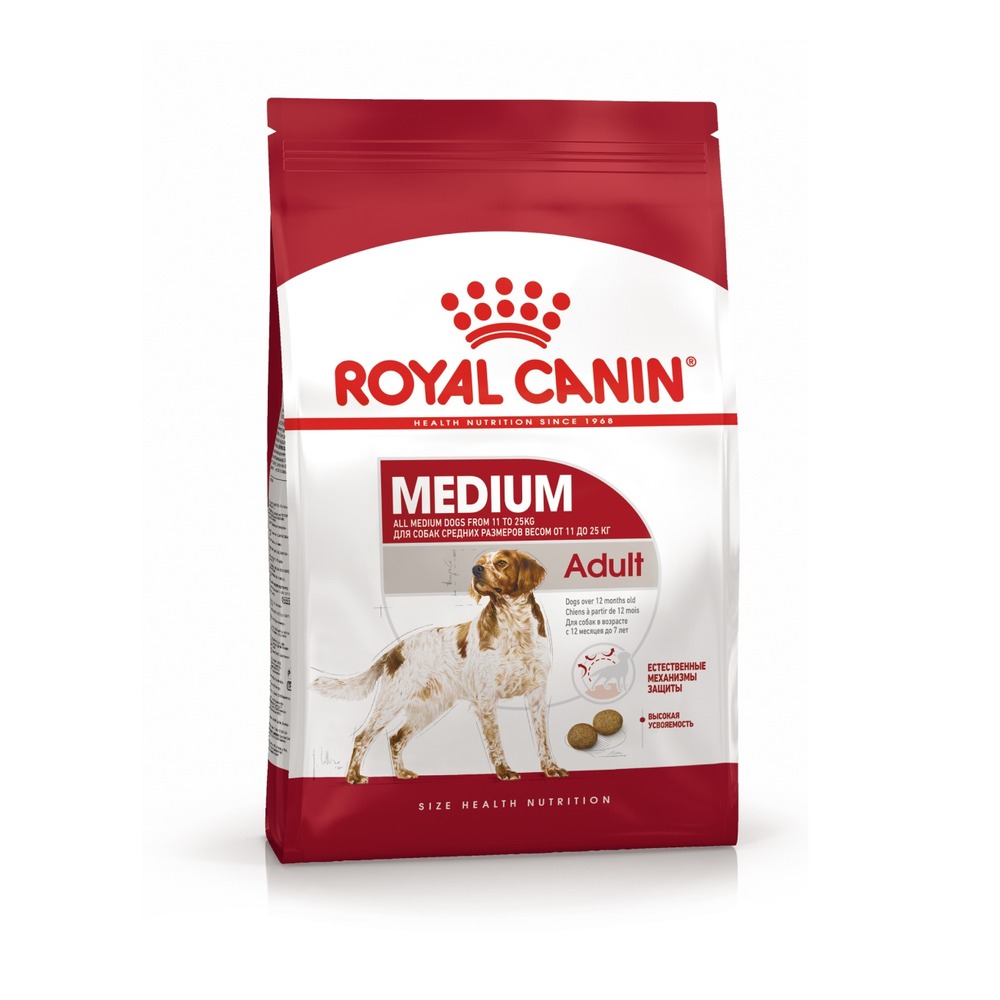 ROYAL CANIN®
HEALTH NUTRITION SINCE 1968
MEDIUM
ALL MEDIUM DOGS FROM 11 TO 25KG
ДЛЯ СОБАК СРЕДНИХ РАЗМЕРОВ ВЕСОМ ОТ 11 ДО 25 КГ
Adult
Dogs over 12 months old
Chiens à partir de 12 mois
Для собак в возрасте
с 12 месяцев до 7 лет
ЕСТЕСТВЕННЫЕ
МЕХАНИЗМЫ
ЗАЩИТЫ
ВЫСОКАЯ
УСВОЯЕМОСТЬ
SIZE HEALTH NUTRITION